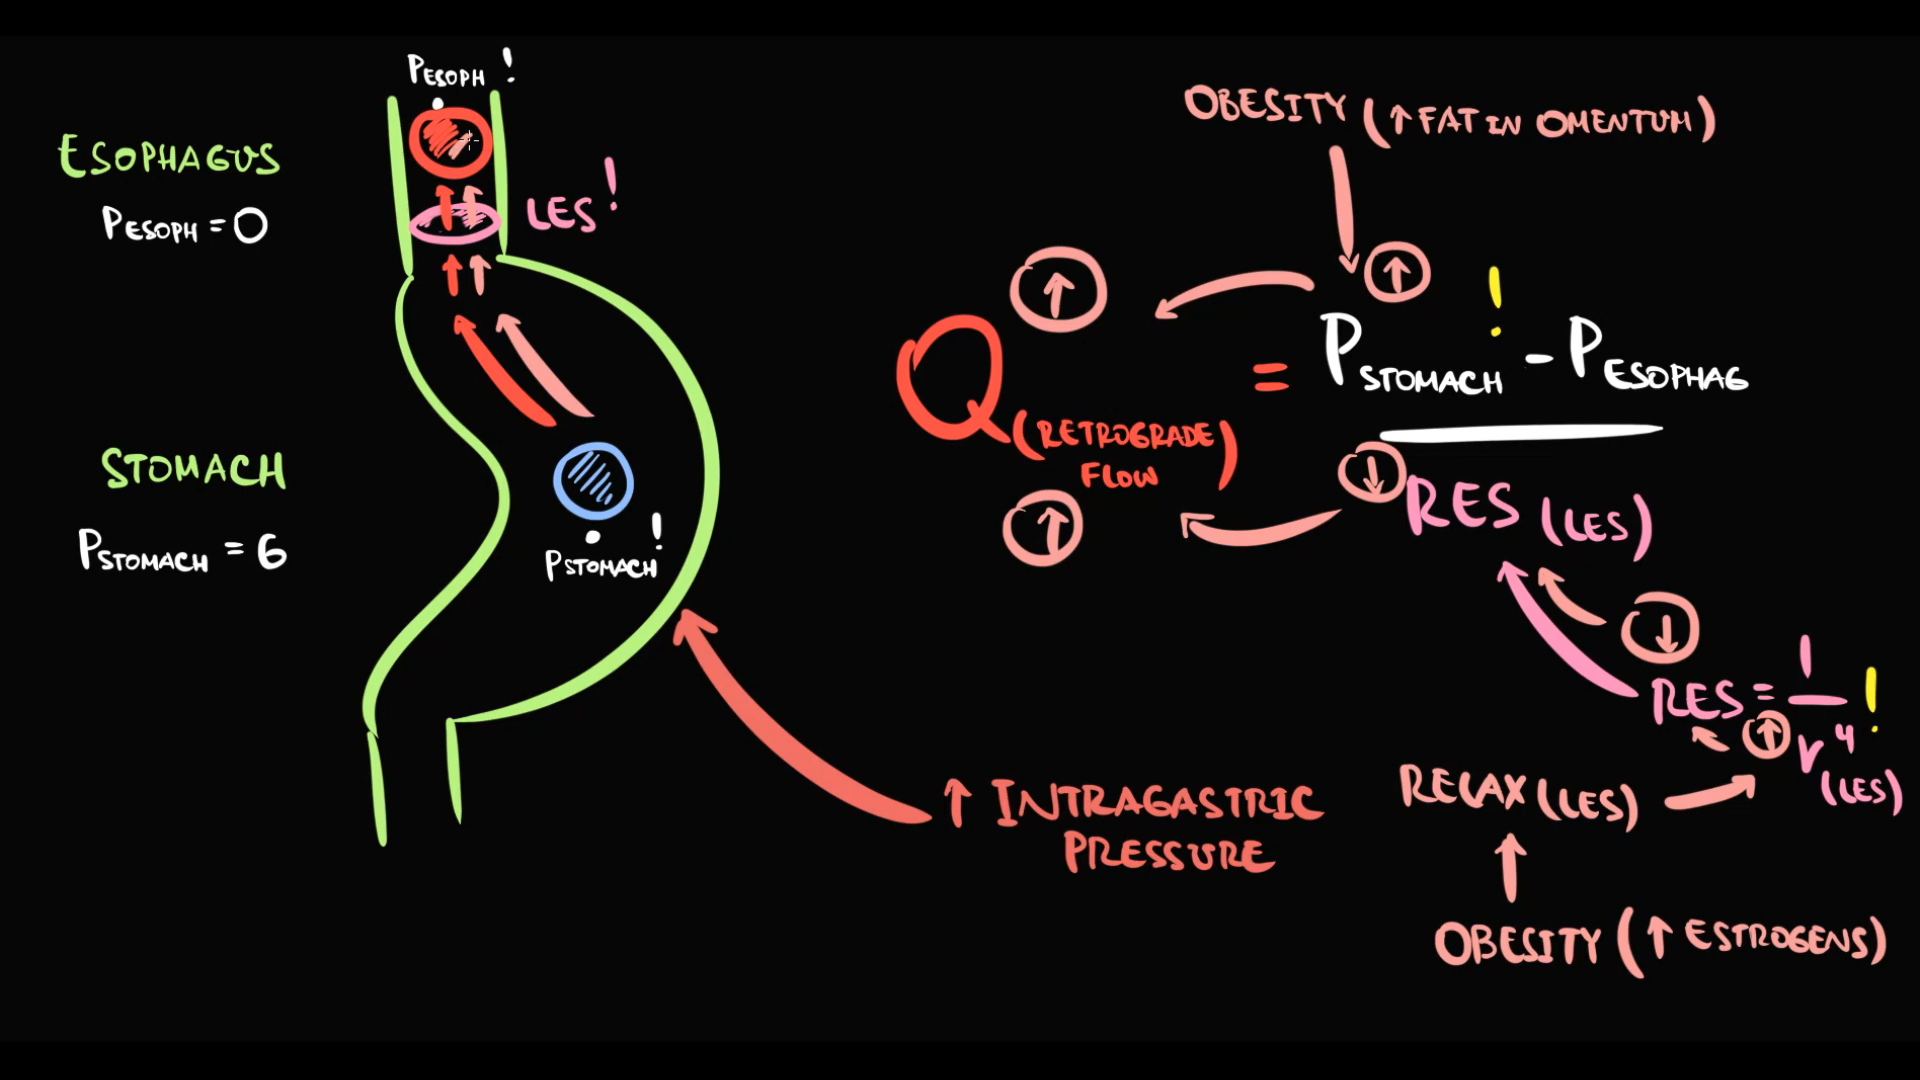 PESOPH !
ESOPHAGUS
PESOPH = 0
LES !
STOMACH
PSTOMACH = 6
PSTOMACH !
OBESITY (↑ FAT IN OMENTUM)
↑
↑
Q (RETROGRADE FLOW) = PSTOMACH ! - PESOPHAG
↑
↓ RES (LES)
↓
RES = 1 !
↑ r4 (LES)
RELAX (LES)
OBESITY (↑ ESTROGENS)
↑ INTRAGASTRIC
PRESSURE